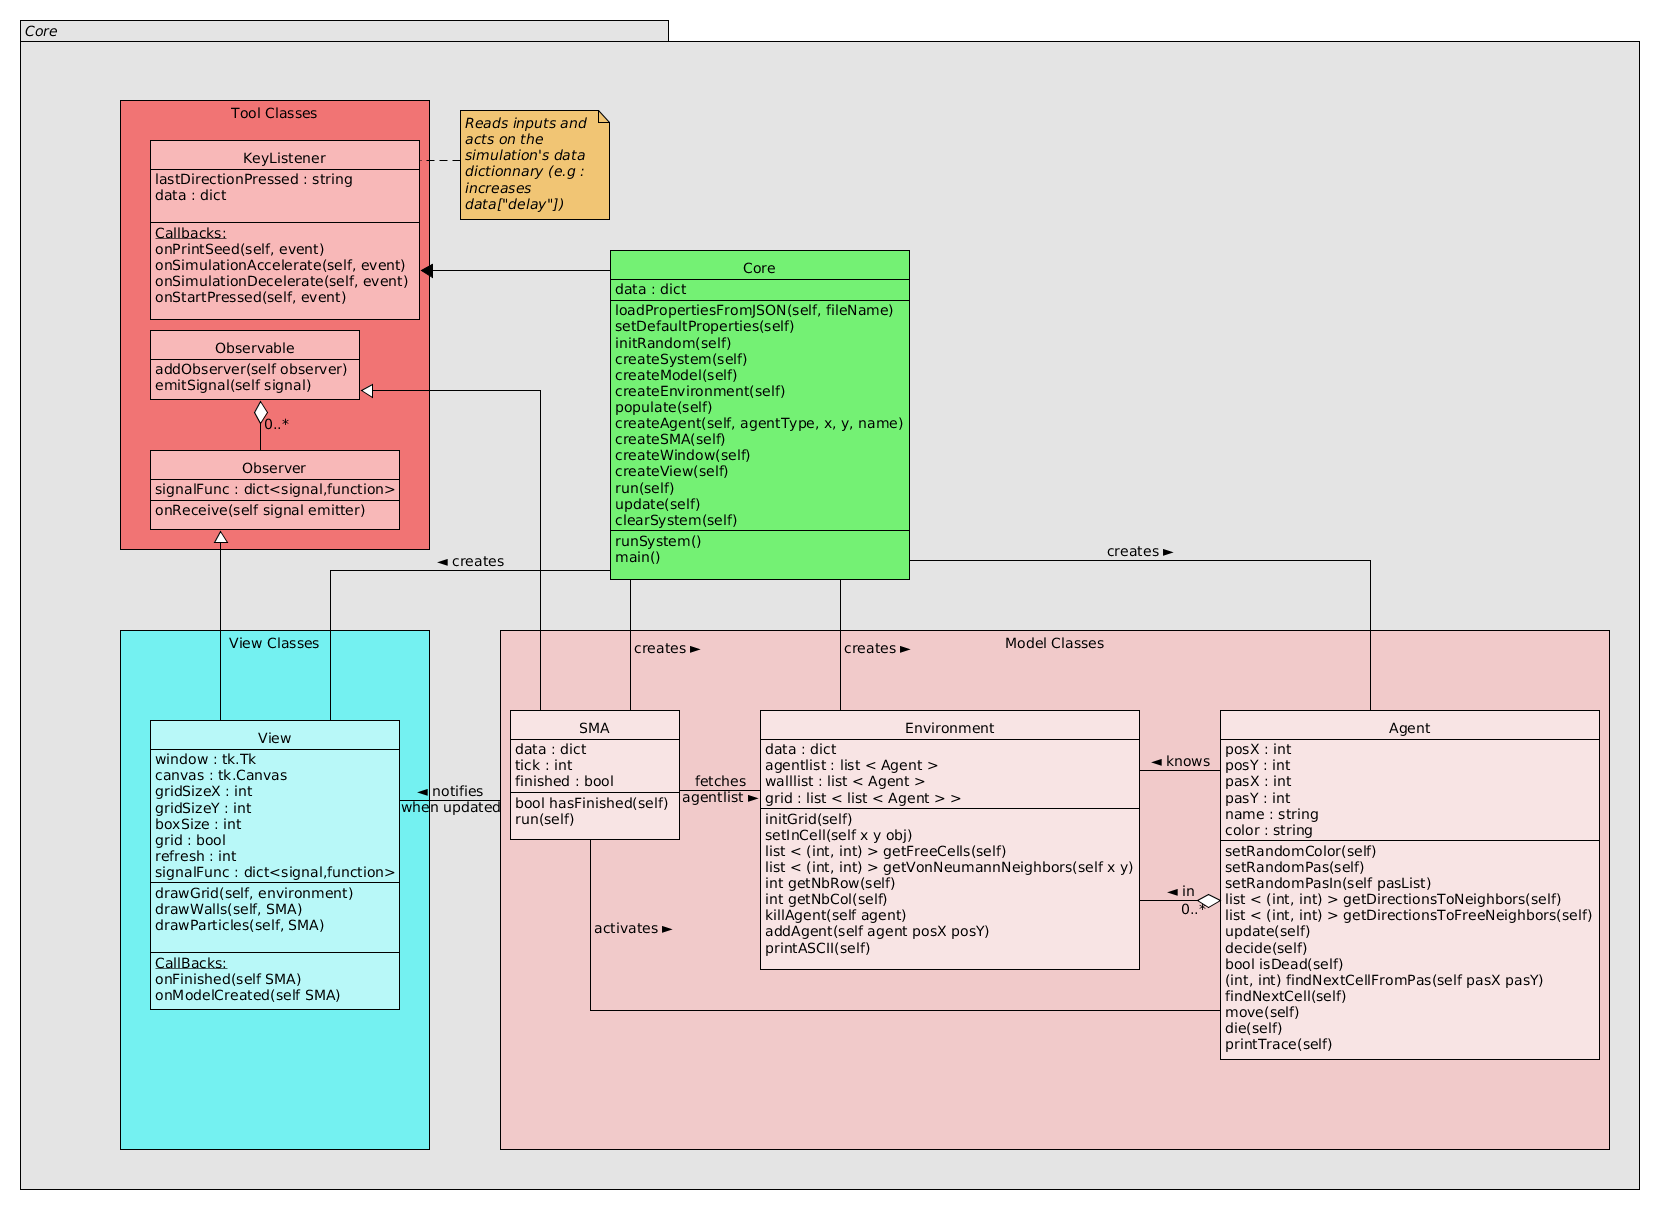 Core
Tool Classes
KeyListener
lastDirectionPressed : string
data : dict
Callbacks:
onPrintSeed(self, event)
onSimulationAccelerate(self, event)
onSimulationDecelerate(self, event)
onStartPressed(self, event)
Reads inputs and
acts on the
simulation's data
dictionnary (e.g :
increases
data["delay"])
Observable
addObserver(self observer)
emitSignal(self signal)
0..*
Observer
signalFunc : dict<signal,function>
onReceive(self signal emitter)
Core
data : dict
loadPropertiesFromJSON(self, fileName)
setDefaultProperties(self)
initRandom(self)
createSystem(self)
createModel(self)
createEnvironment(self)
populate(self)
createAgent(self, agentType, x, y, name)
createSMA(self)
createWindow(self)
createView(self)
run(self)
update(self)
clearSystem(self)
runSystem()
main()
◄ creates
creates ►
creates ►
creates ►
View Classes
View
window : tk.Tk
canvas : tk.Canvas
gridSizeX : int
gridSizeY : int
boxSize : int
grid : bool
refresh : int
signalFunc : dict<signal,function>
drawGrid(self, environment)
drawWalls(self, SMA)
drawParticles(self, SMA)
CallBacks:
onFinished(self SMA)
onModelCreated(self SMA)
◄ notifies
when updated
Model Classes
SMA
data : dict
tick : int
finished : bool
bool hasFinished(self)
run(self)
fetches
agentlist ►
activates ►
Environment
data : dict
agentlist : list < Agent >
walllist : list < Agent >
grid : list < list < Agent > >
initGrid(self)
setInCell(self x y obj)
list < (int, int) > getFreeCells(self)
list < (int, int) > getVonNeumannNeighbors(self x y)
int getNbRow(self)
int getNbCol(self)
killAgent(self agent)
addAgent(self agent posX posY)
printASCII(self)
◄ knows
◄ in
0..*
Agent
posX : int
posY : int
pasX : int
pasY : int
name : string
color : string
setRandomColor(self)
setRandomPas(self)
setRandomPasIn(self pasList)
list < (int, int) > getDirectionsToNeighbors(self)
list < (int, int) > getDirectionsToFreeNeighbors(self)
update(self)
decide(self)
bool isDead(self)
(int, int) findNextCellFromPas(self pasX pasY)
findNextCell(self)
move(self)
die(self)
printTrace(self)